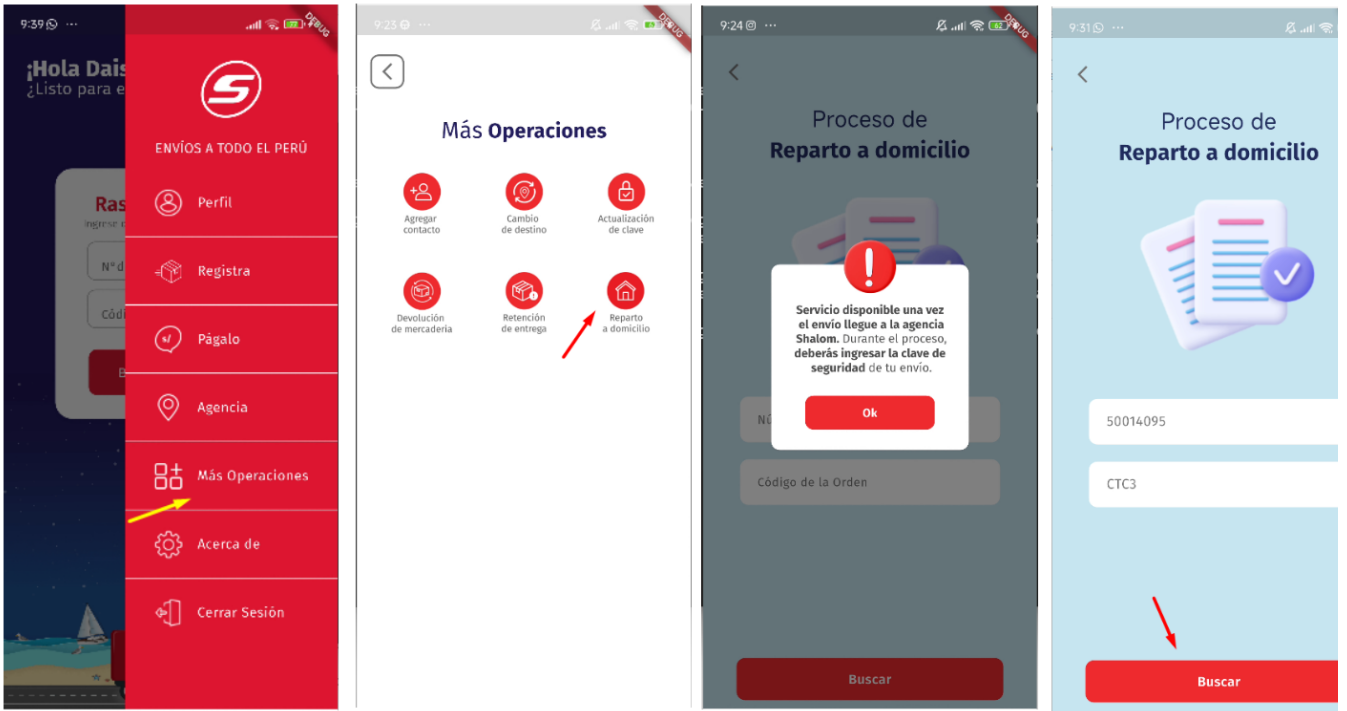 9:39
DEBUG
¡Hola Dais
¿Listo para e
ENVÍOS A TODO EL PERÚ
Perfil
Ras
Registra
N° d
Códi
Págalo
B
Agencia
Más Operaciones
Acerca de
Cerrar Sesión
9:23
DEBUG
Más Operaciones
Agregar
contacto
Cambio
de destino
Actualización
de clave
Devolución
de mercadería
Retención
de entrega
Reparto
a domicilio
9:24
62
DEBUG
Proceso de
Reparto a domicilio
Servicio disponible una vez
el envío llegue a la agencia
Shalom. Durante el proceso,
deberás ingresar la clave de
seguridad de tu envío.
Ok
Nú
Código de la Orden
Buscar
9:31
Proceso de
Reparto a domicilio
50014095
CTC3
Buscar